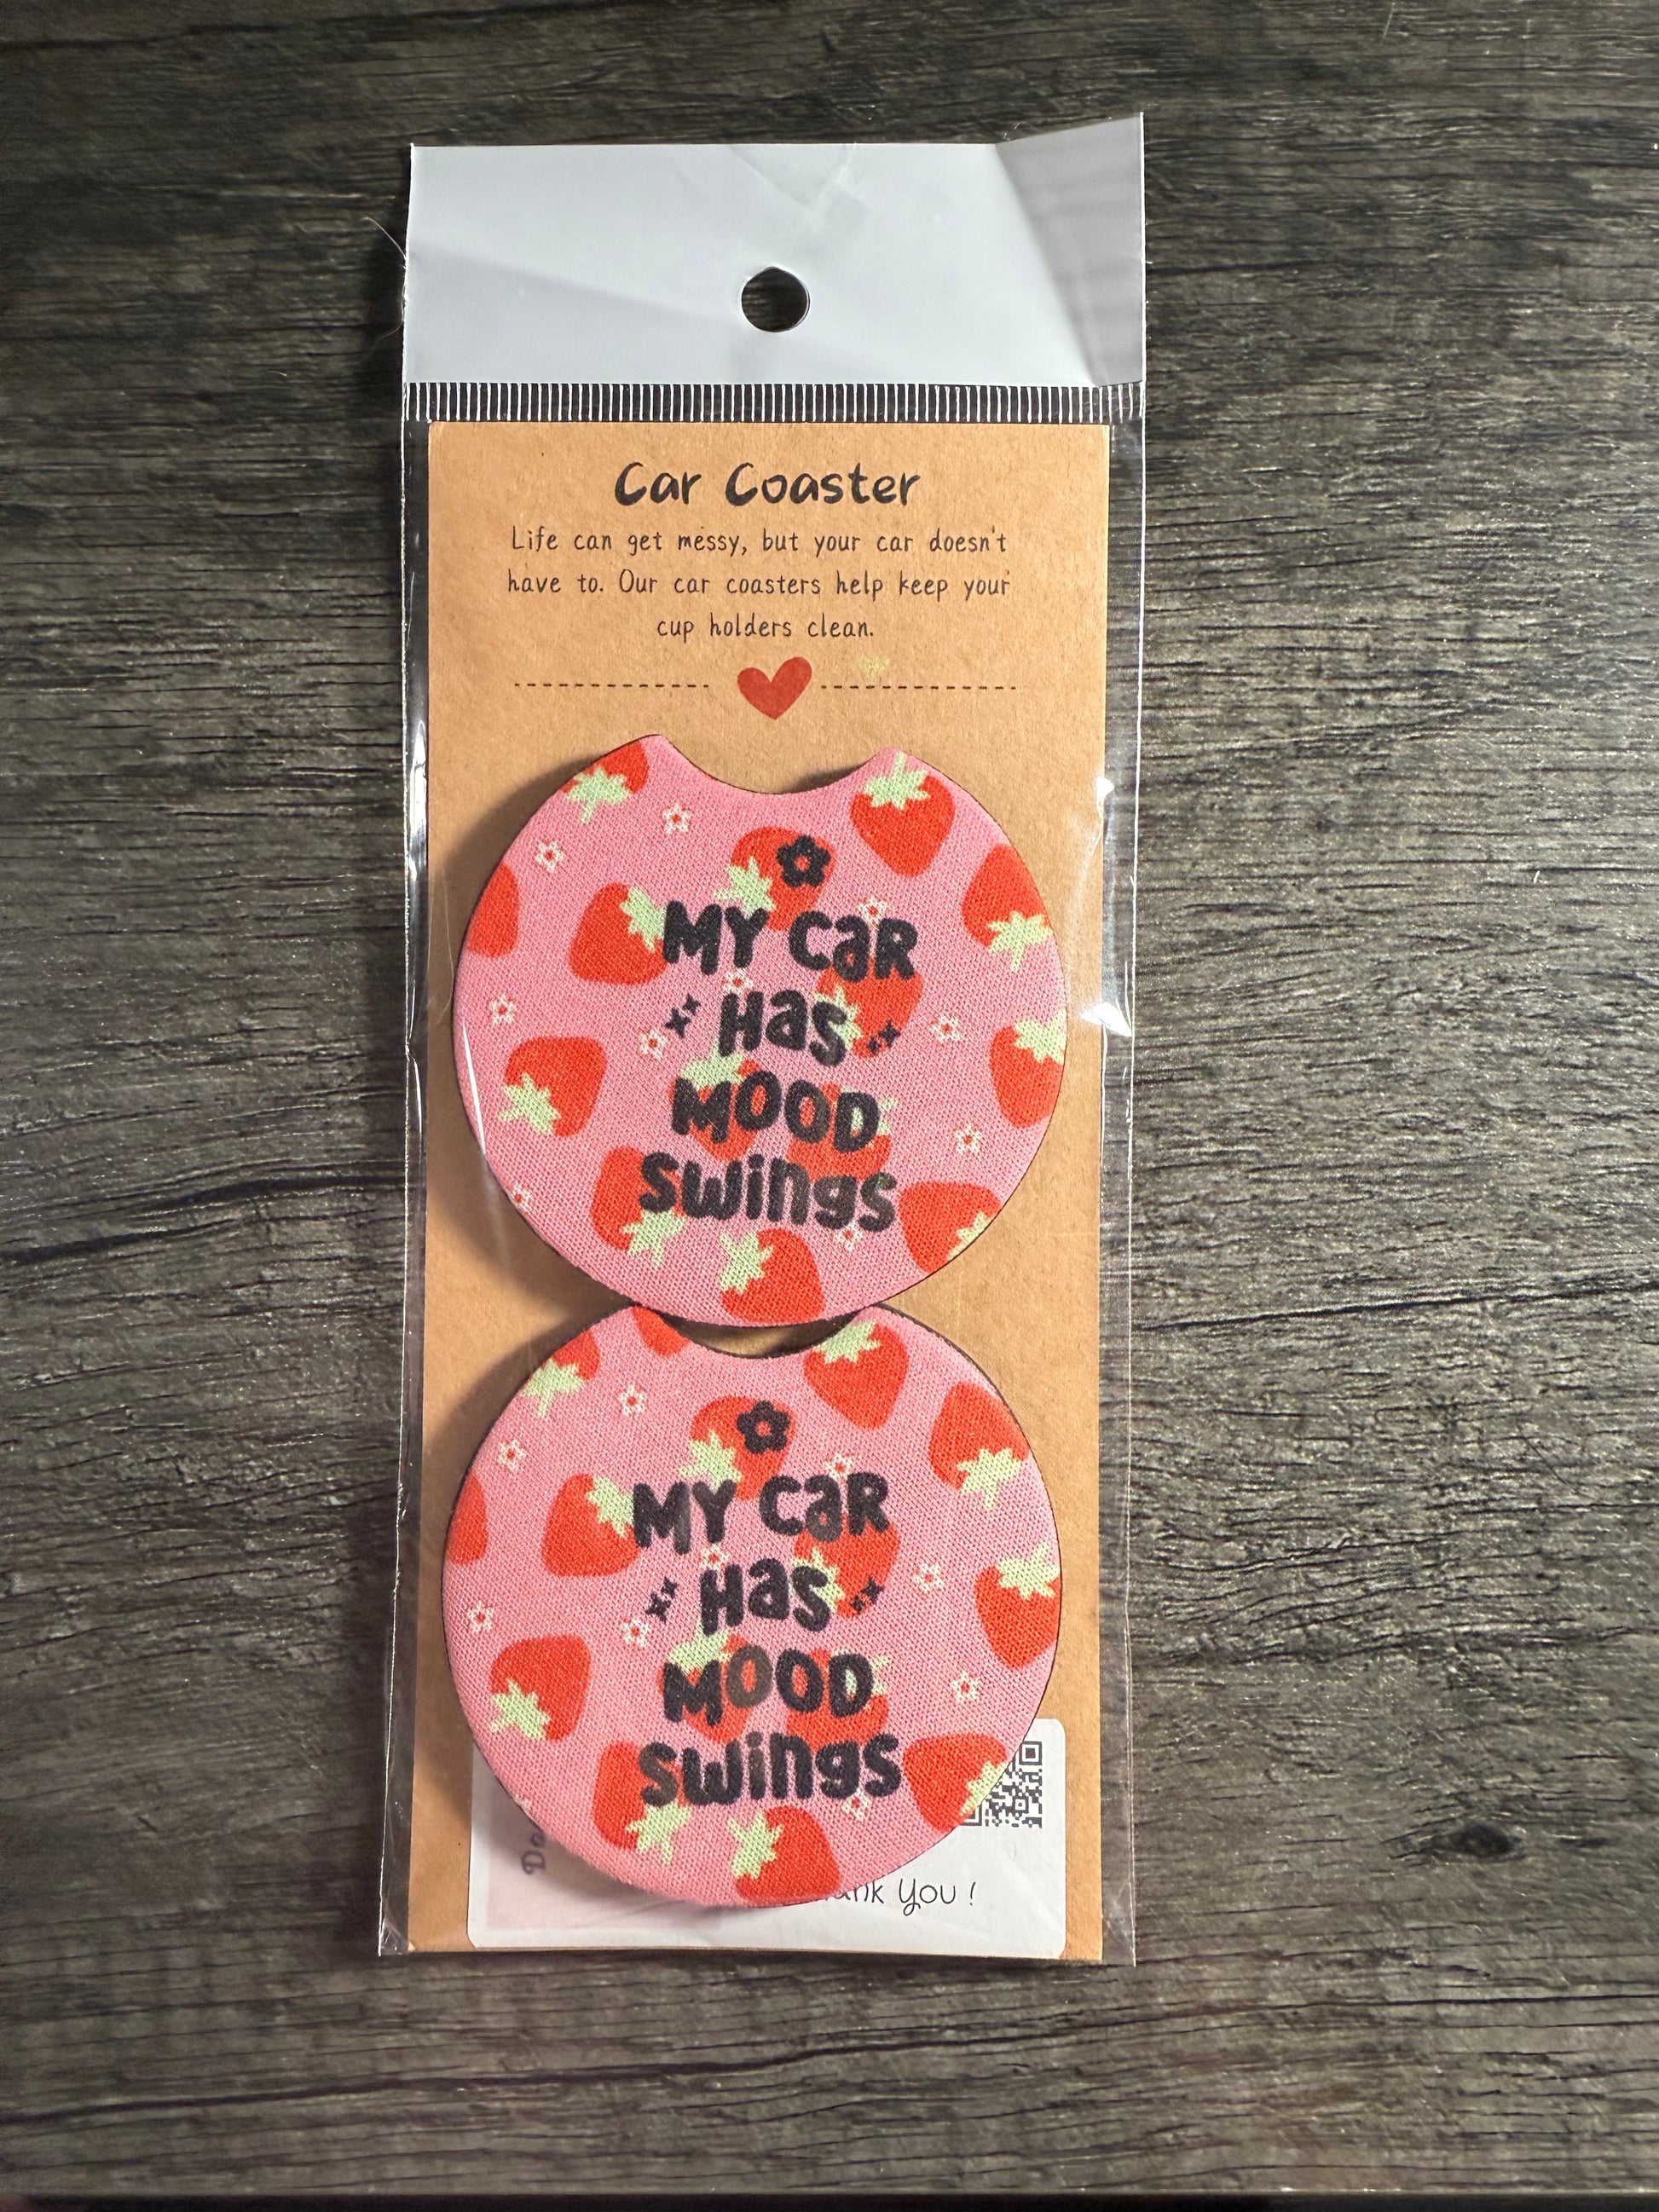 Car Coaster
Life can get messy, but your car doesn't
have to. Our car coasters help keep your
cup holders clean.
MY CaR
Has
MOOD
SWings
MY CaR
Has
MOOD
SWings
You !